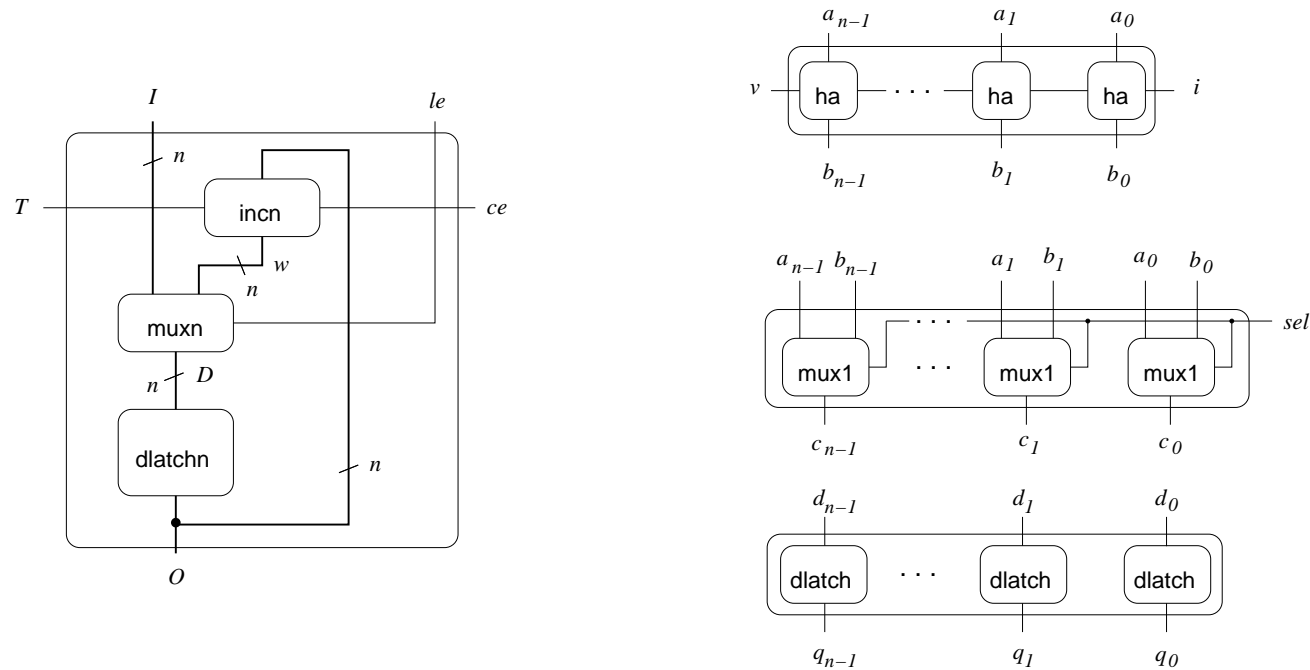 I le
n
T incn ce
w
n
muxn
n D
dlatchn
n
O
a_{n−1} a_1 a_0
v ha . . . ha ha i
b_{n−1} b_1 b_0
a_{n−1} b_{n−1} a_1 b_1 a_0 b_0
. . . sel
mux1 . . . mux1 mux1
c_{n−1} c_1 c_0
d_{n−1} d_1 d_0
dlatch . . . dlatch dlatch
q_{n−1} q_1 q_0